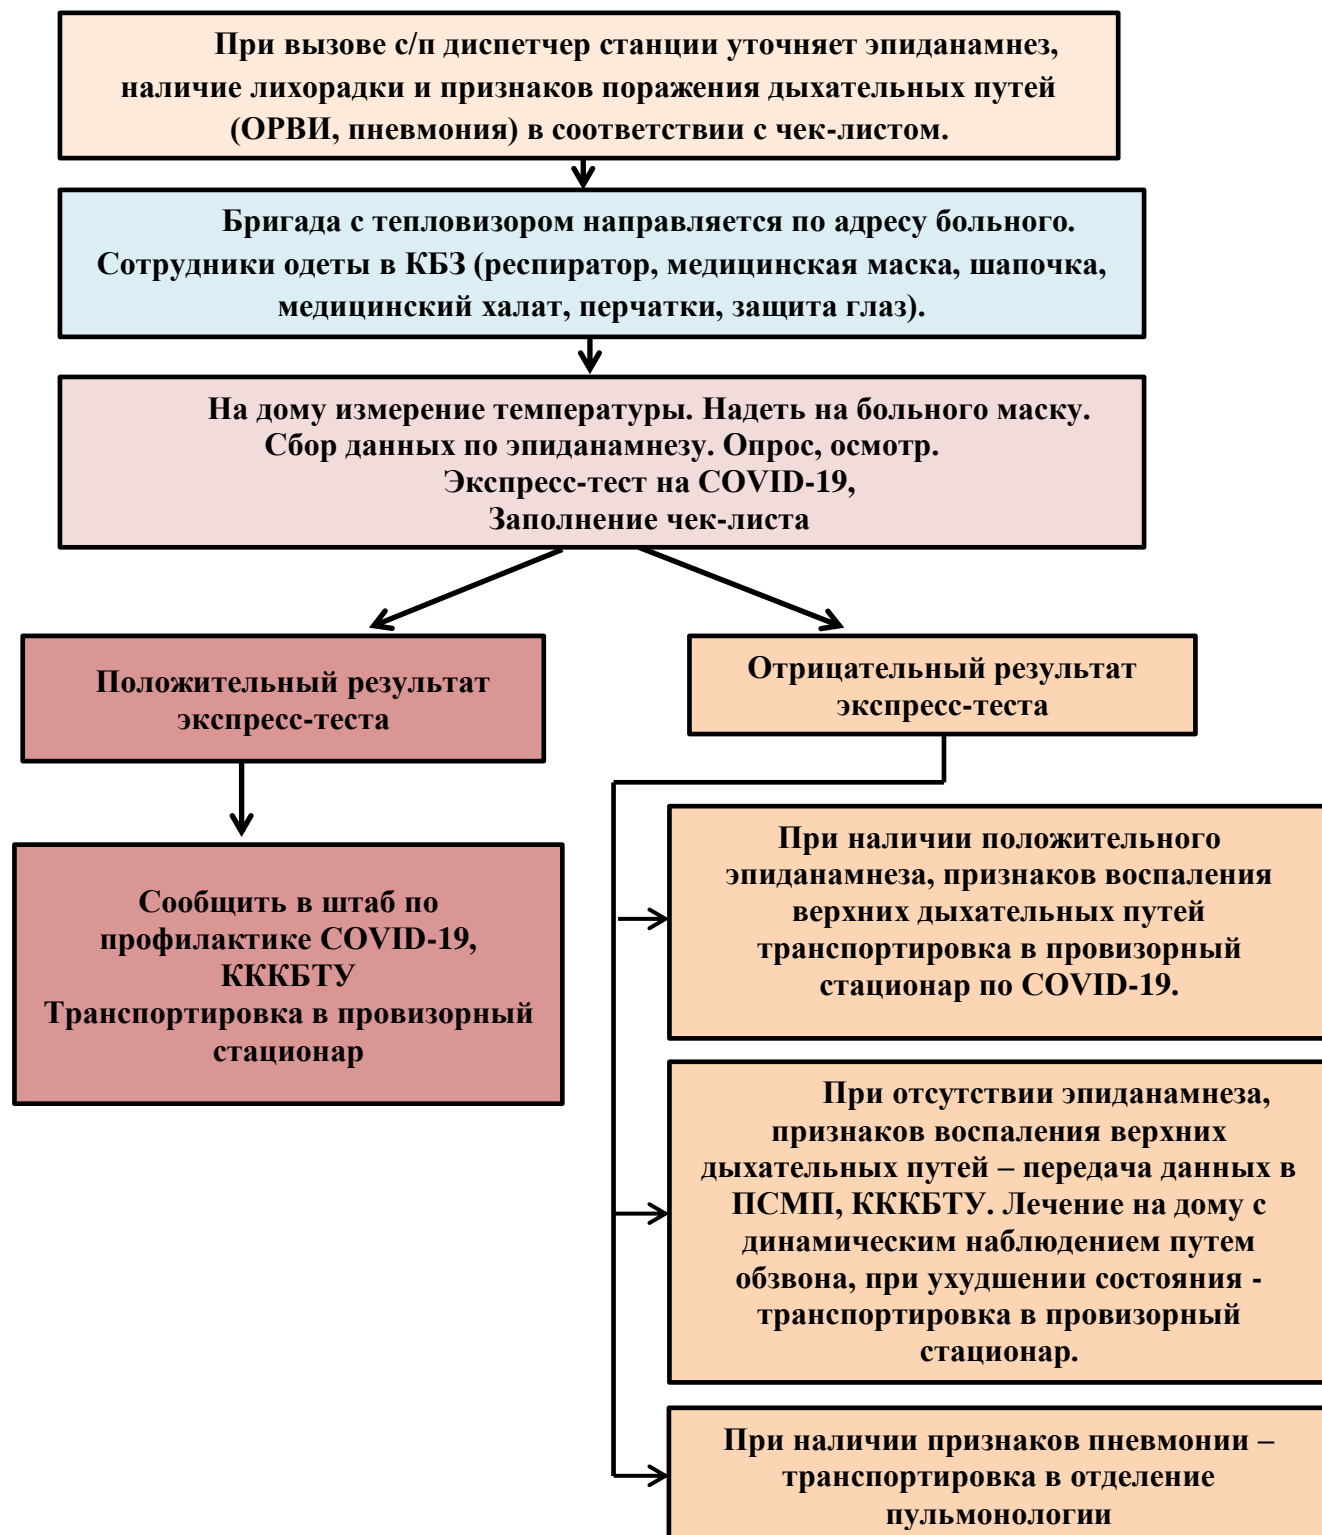 При вызове с/п диспетчер станции уточняет эпиданамнез,
наличие лихорадки и признаков поражения дыхательных путей
(ОРВИ, пневмония) в соответствии с чек-листом.
Бригада с тепловизором направляется по адресу больного.
Сотрудники одеты в КБЗ (респиратор, медицинская маска, шапочка,
медицинский халат, перчатки, защита глаз).
На дому измерение температуры. Надеть на больного маску.
Сбор данных по эпиданамнезу. Опрос, осмотр.
Экспресс-тест на COVID-19,
Заполнение чек-листа
Положительный результат
экспресс-теста
Сообщить в штаб по
профилактике COVID-19,
КККБТУ
Транспортировка в провизорный
стационар
Отрицательный результат
экспресс-теста
При наличии положительного
эпиданамнеза, признаков воспаления
верхних дыхательных путей
транспортировка в провизорный
стационар по COVID-19.
При отсутствии эпиданамнеза,
признаков воспаления верхних
дыхательных путей – передача данных в
ПСМП, КККБТУ. Лечение на дому с
динамическим наблюдением путем
обзвона, при ухудшении состояния -
транспортировка в провизорный
стационар.
При наличии признаков пневмонии –
транспортировка в отделение
пульмонологии